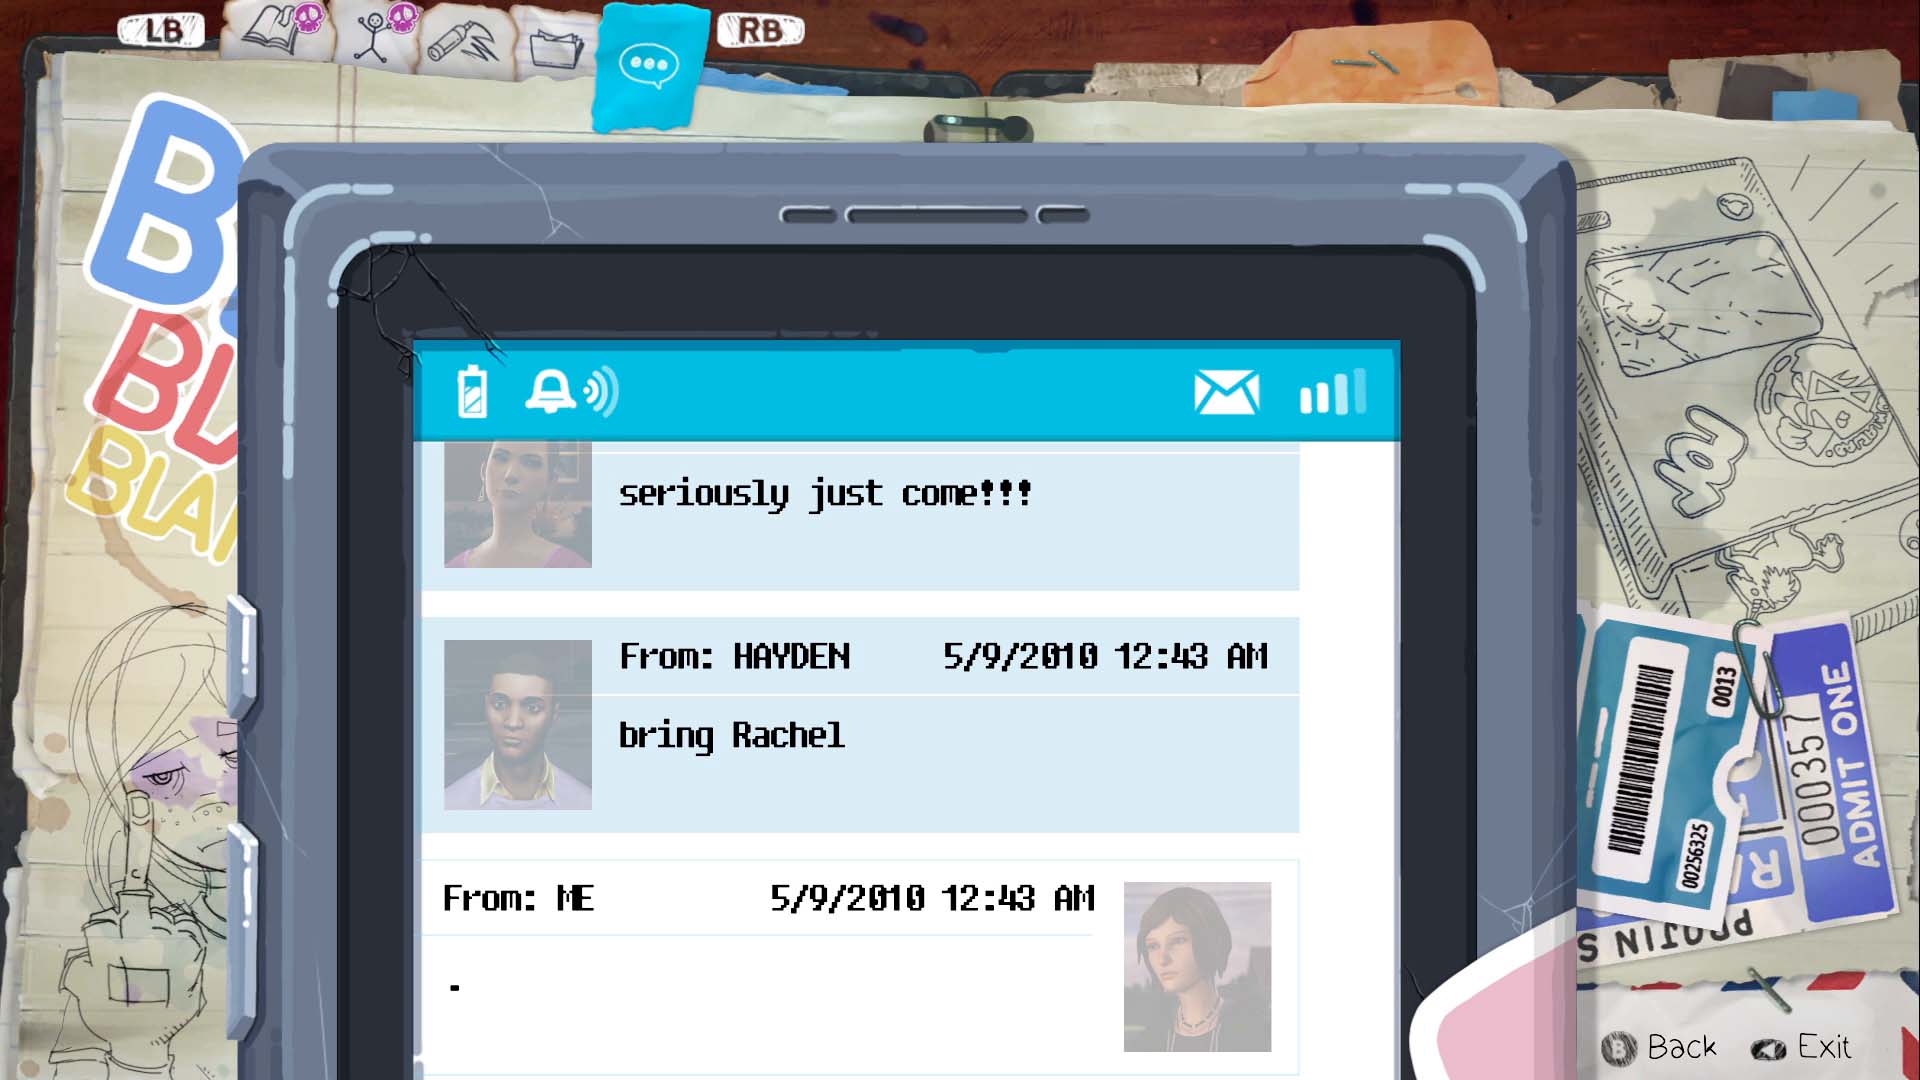 LB
RB
seriously just come!!!
From: HAYDEN 5/9/2010 12:43 AM
bring Rachel
From: ME 5/9/2010 12:43 AM
.
0013
00256325
000357
ADMIT ONE
B Back
Exit